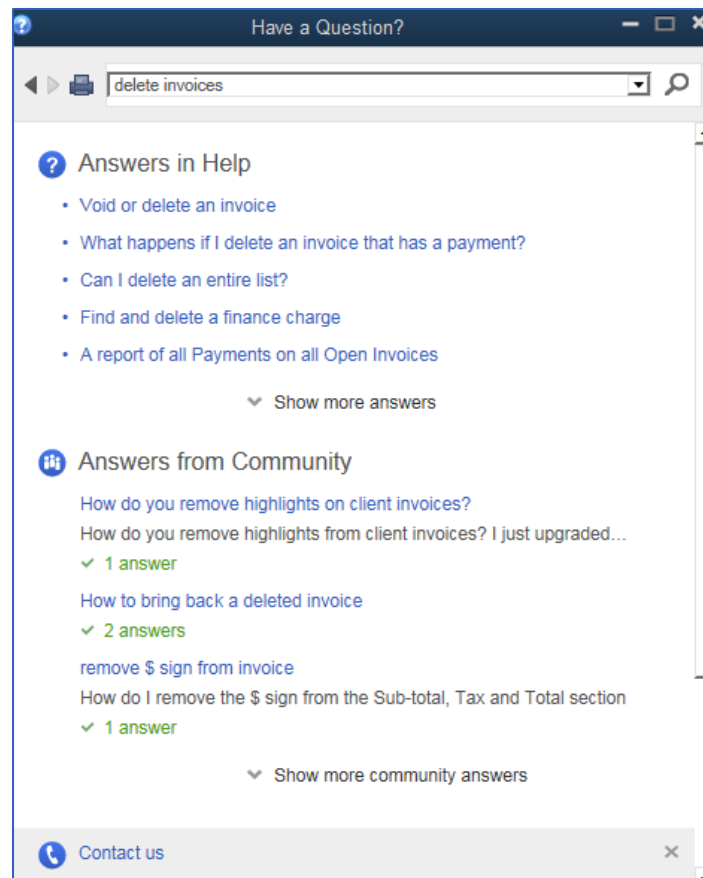 Have a Question?
delete invoices
Answers in Help
• Void or delete an invoice
• What happens if I delete an invoice that has a payment?
• Can I delete an entire list?
• Find and delete a finance charge
• A report of all Payments on all Open Invoices
Show more answers
Answers from Community
How do you remove highlights on client invoices?
How do you remove highlights from client invoices? I just upgraded…
1 answer
How to bring back a deleted invoice
2 answers
remove $ sign from invoice
How do I remove the $ sign from the Sub-total, Tax and Total section
1 answer
Show more community answers
Contact us